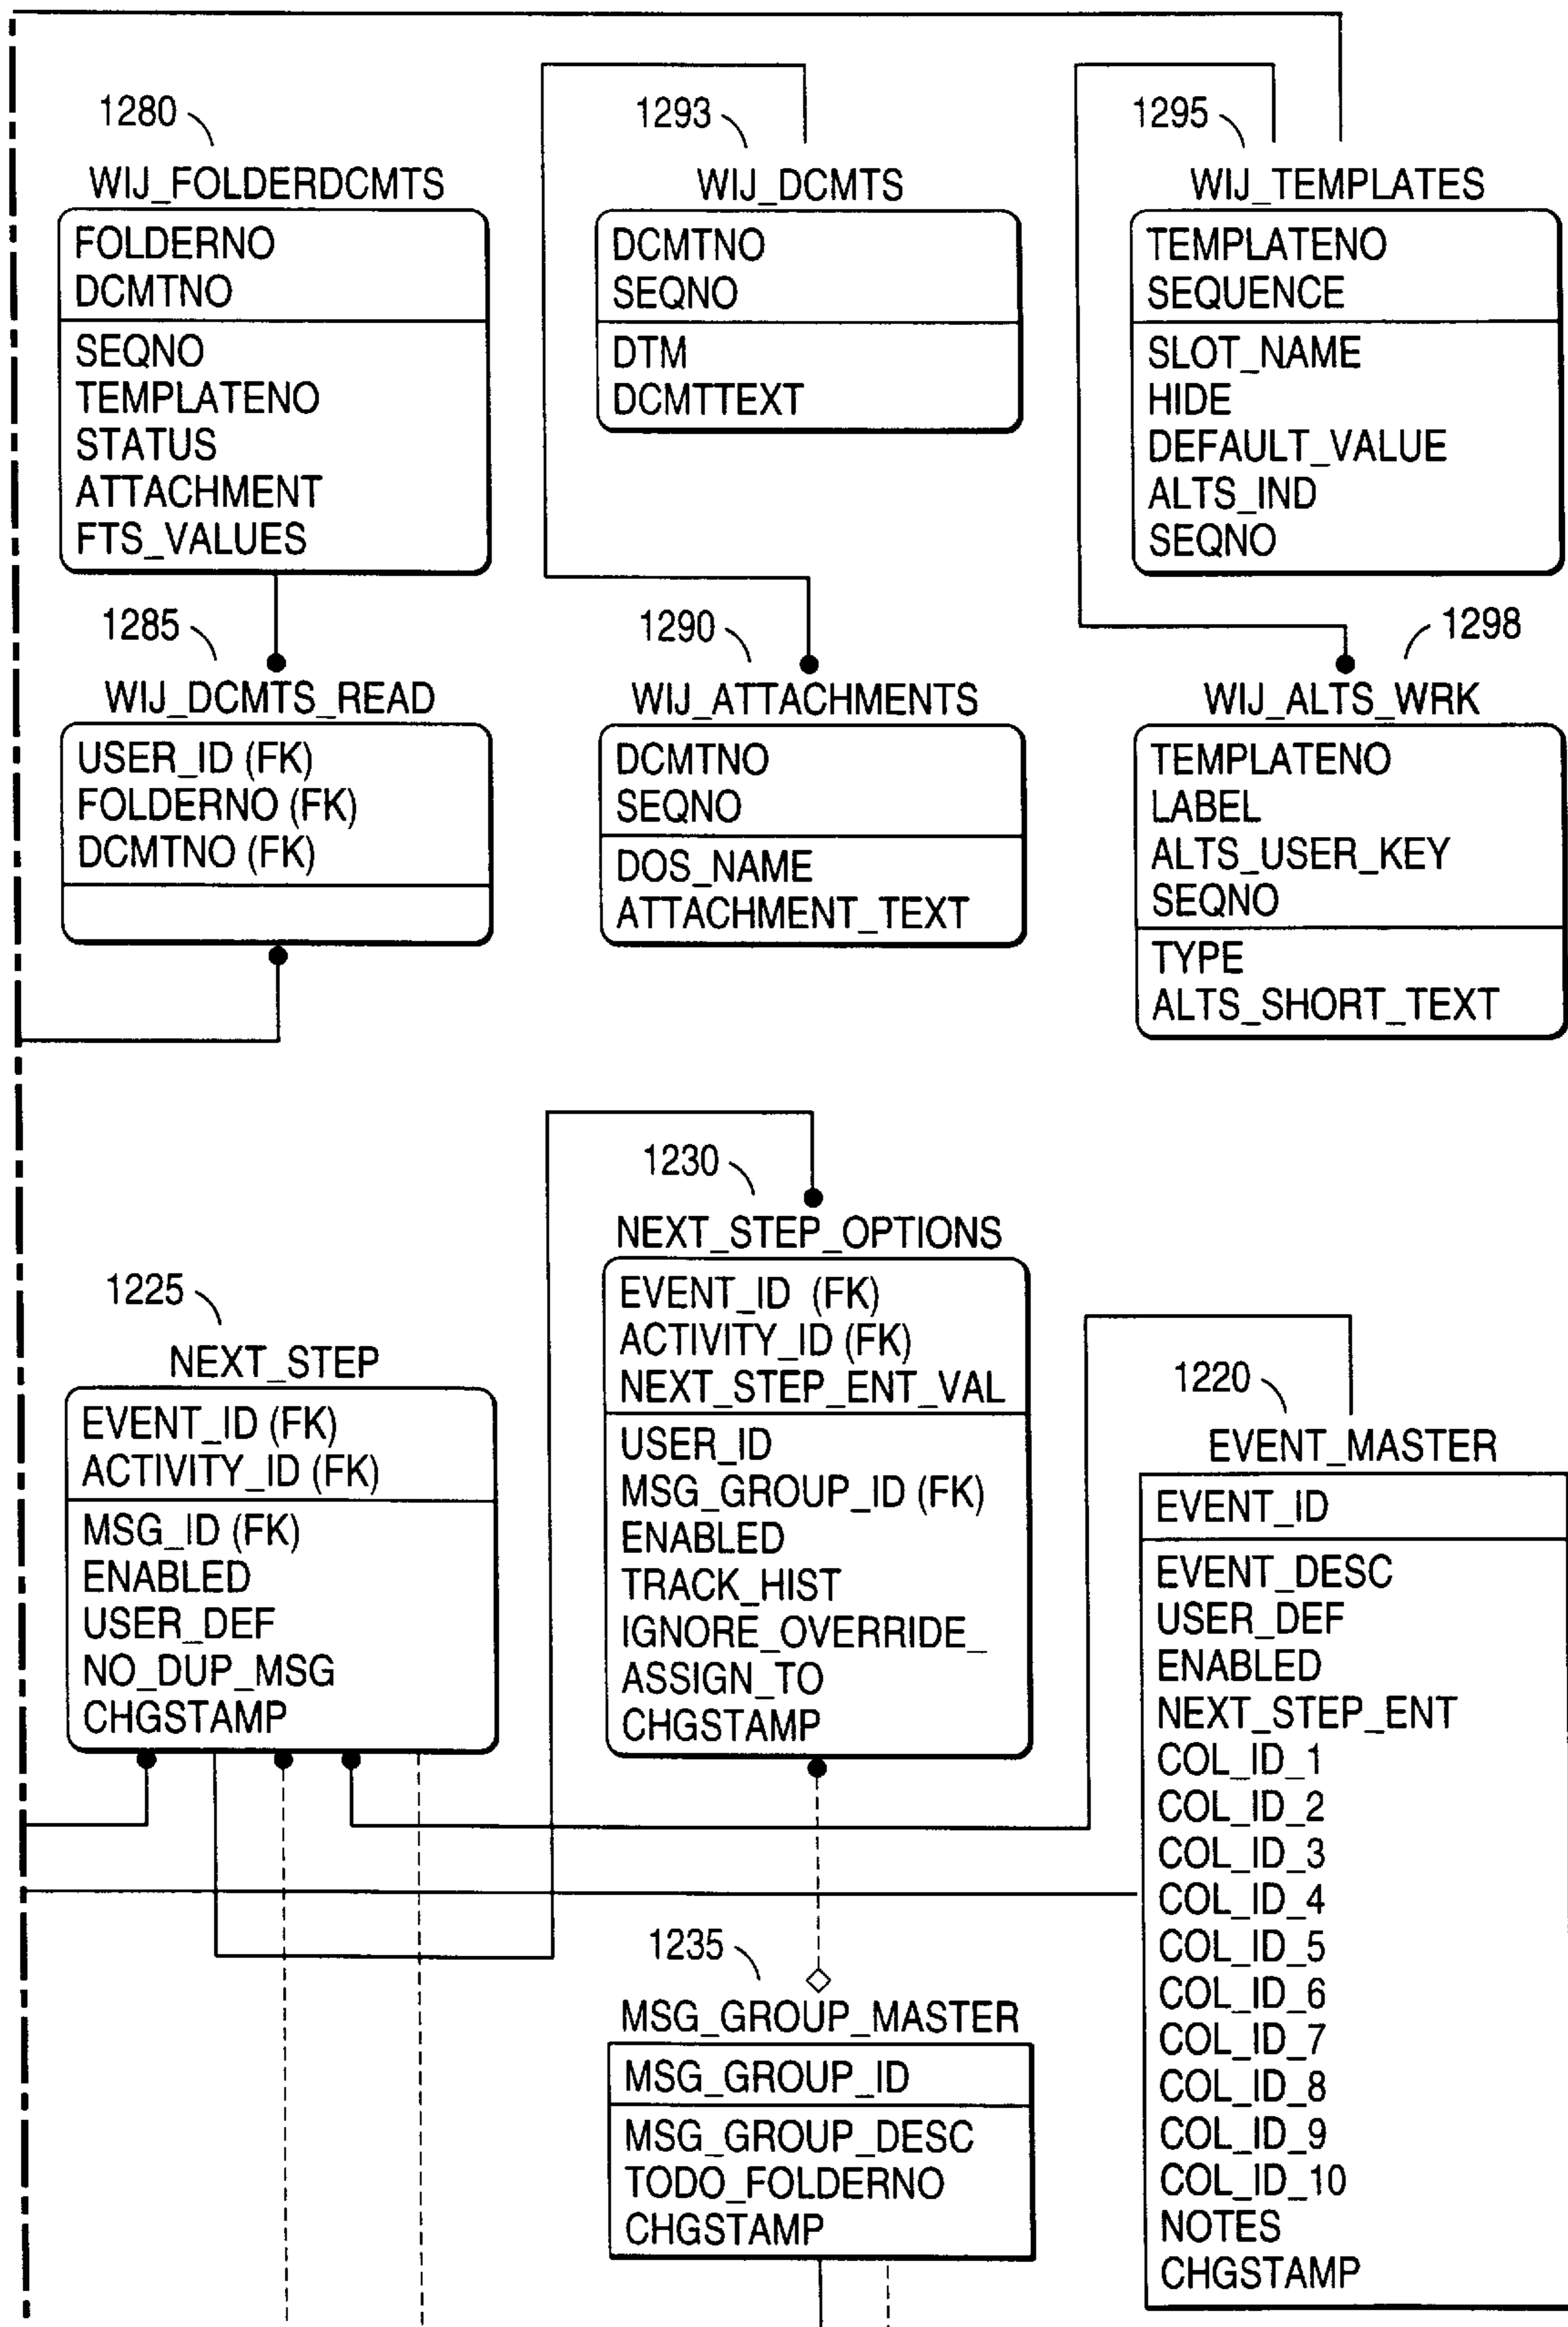 1280
WIJ_FOLDERDCMTS
FOLDERNO
DCMTNO
SEQNO
TEMPLATENO
STATUS
ATTACHMENT
FTS_VALUES
1293
WIJ_DCMTS
DCMTNO
SEQNO
DTM
DCMTTEXT
1295
WIJ_TEMPLATES
TEMPLATENO
SEQUENCE
SLOT_NAME
HIDE
DEFAULT_VALUE
ALTS_IND
SEQNO
1285
WIJ_DCMTS_READ
USER_ID (FK)
FOLDERNO (FK)
DCMTNO (FK)
1290
WIJ_ATTACHMENTS
DCMTNO
SEQNO
DOS_NAME
ATTACHMENT_TEXT
1298
WIJ_ALTS_WRK
TEMPLATENO
LABEL
ALTS_USER_KEY
SEQNO
TYPE
ALTS_SHORT_TEXT
1225
NEXT_STEP
EVENT_ID (FK)
ACTIVITY_ID (FK)
MSG_ID (FK)
ENABLED
USER_DEF
NO_DUP_MSG
CHGSTAMP
1230
NEXT_STEP_OPTIONS
EVENT_ID (FK)
ACTIVITY_ID (FK)
NEXT_STEP_ENT_VAL
USER_ID
MSG_GROUP_ID (FK)
ENABLED
TRACK_HIST
IGNORE_OVERRIDE_
ASSIGN_TO
CHGSTAMP
1220
EVENT_MASTER
EVENT_ID
EVENT_DESC
USER_DEF
ENABLED
NEXT_STEP_ENT
COL_ID_1
COL_ID_2
COL_ID_3
COL_ID_4
COL_ID_5
COL_ID_6
COL_ID_7
COL_ID_8
COL_ID_9
COL_ID_10
NOTES
CHGSTAMP
1235
MSG_GROUP_MASTER
MSG_GROUP_ID
MSG_GROUP_DESC
TODO_FOLDERNO
CHGSTAMP